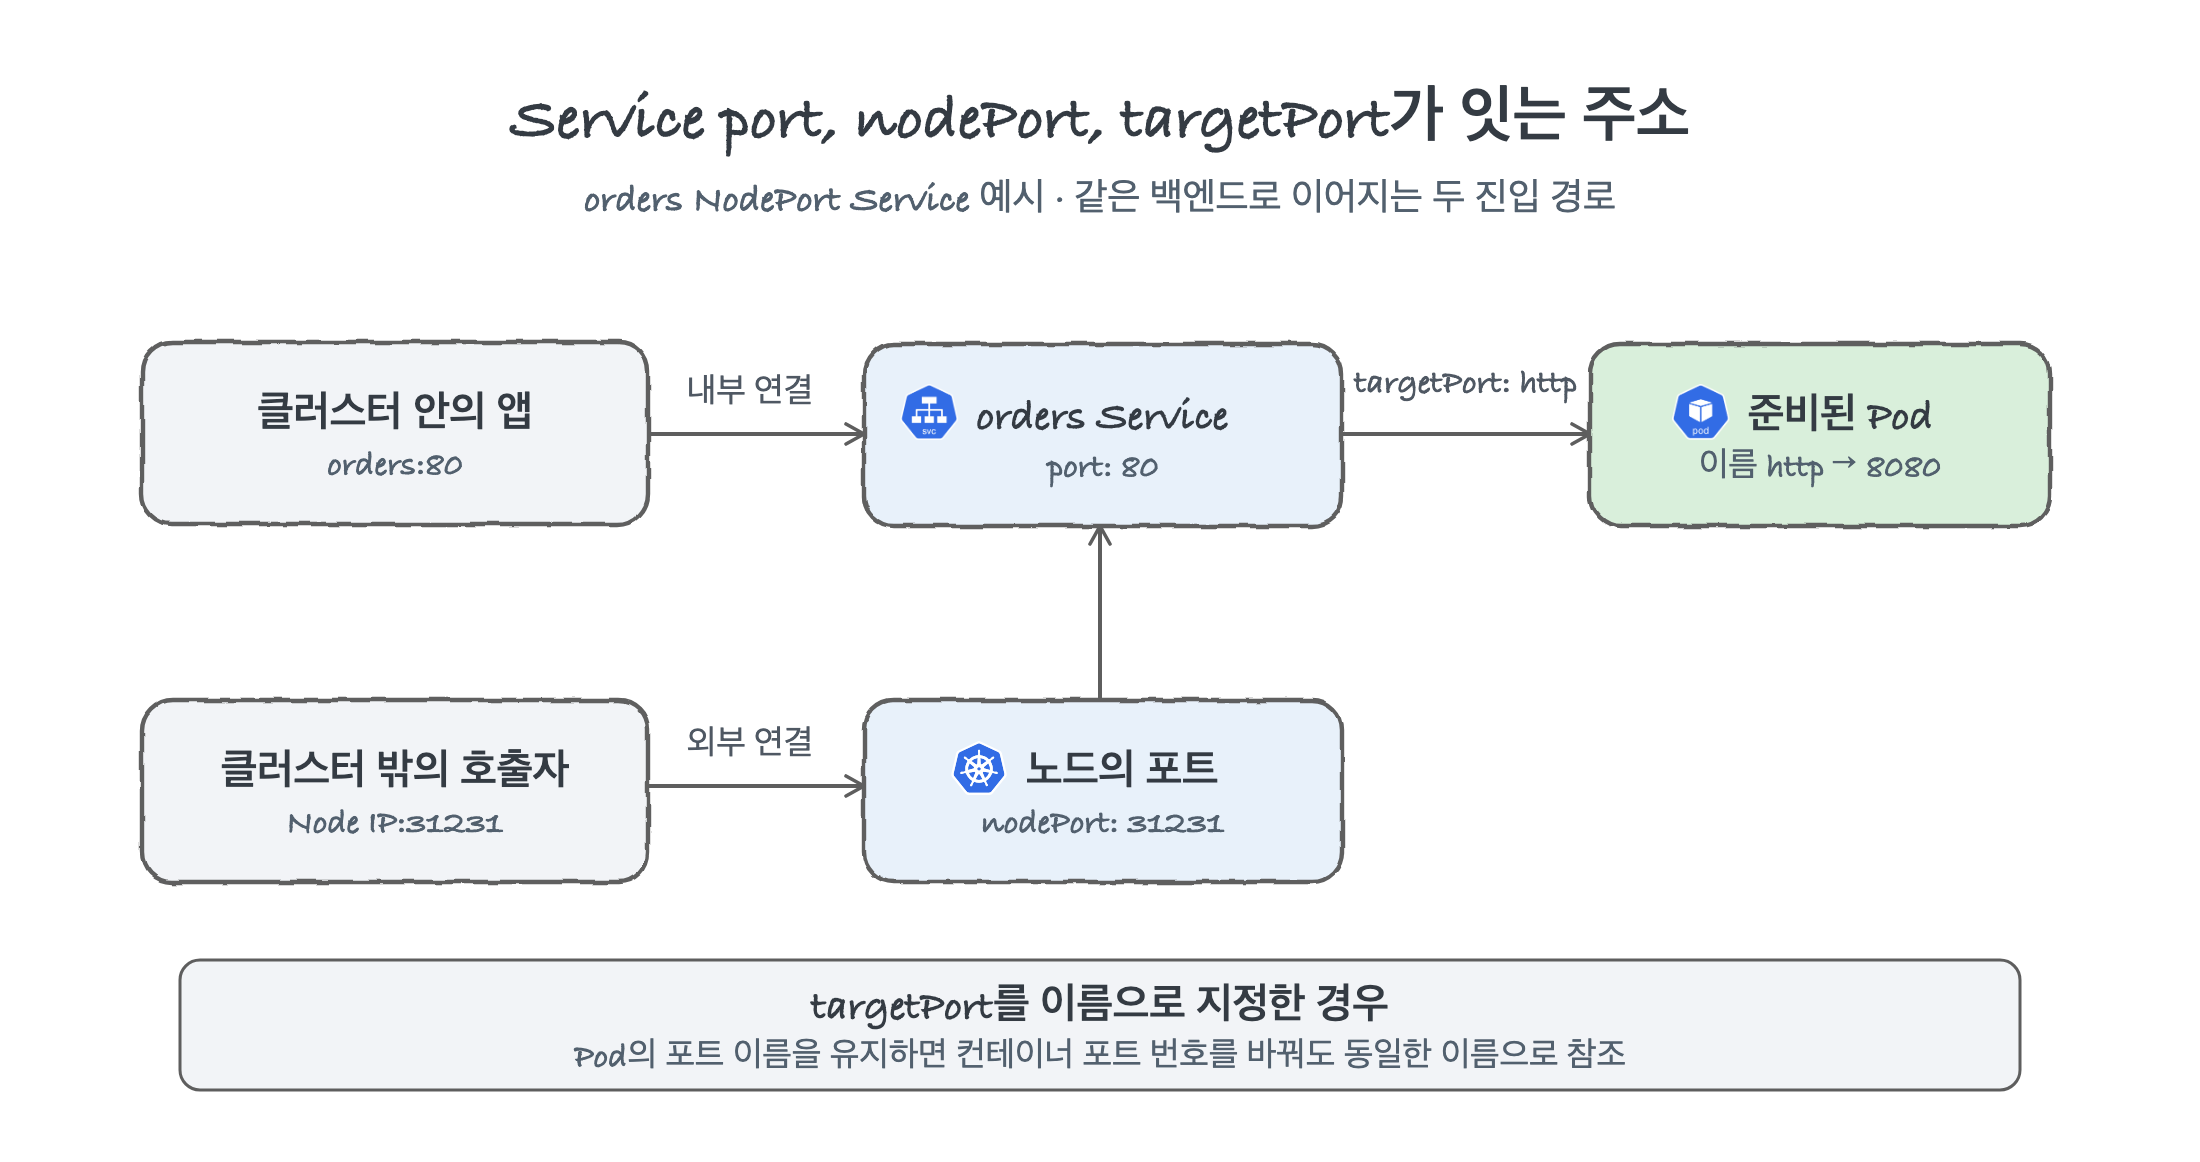 Service port, nodePort, targetPort가 잇는 주소
orders NodePort Service 예시 · 같은 백엔드로 이어지는 두 진입 경로
클러스터 안의 앱
orders:80
내부 연결
svc
orders Service
port: 80
targetPort: http
pod
준비된 Pod
이름 http → 8080
클러스터 밖의 호출자
Node IP:31231
외부 연결
노드의 포트
nodePort: 31231
targetPort를 이름으로 지정한 경우
Pod의 포트 이름을 유지하면 컨테이너 포트 번호를 바꿔도 동일한 이름으로 참조